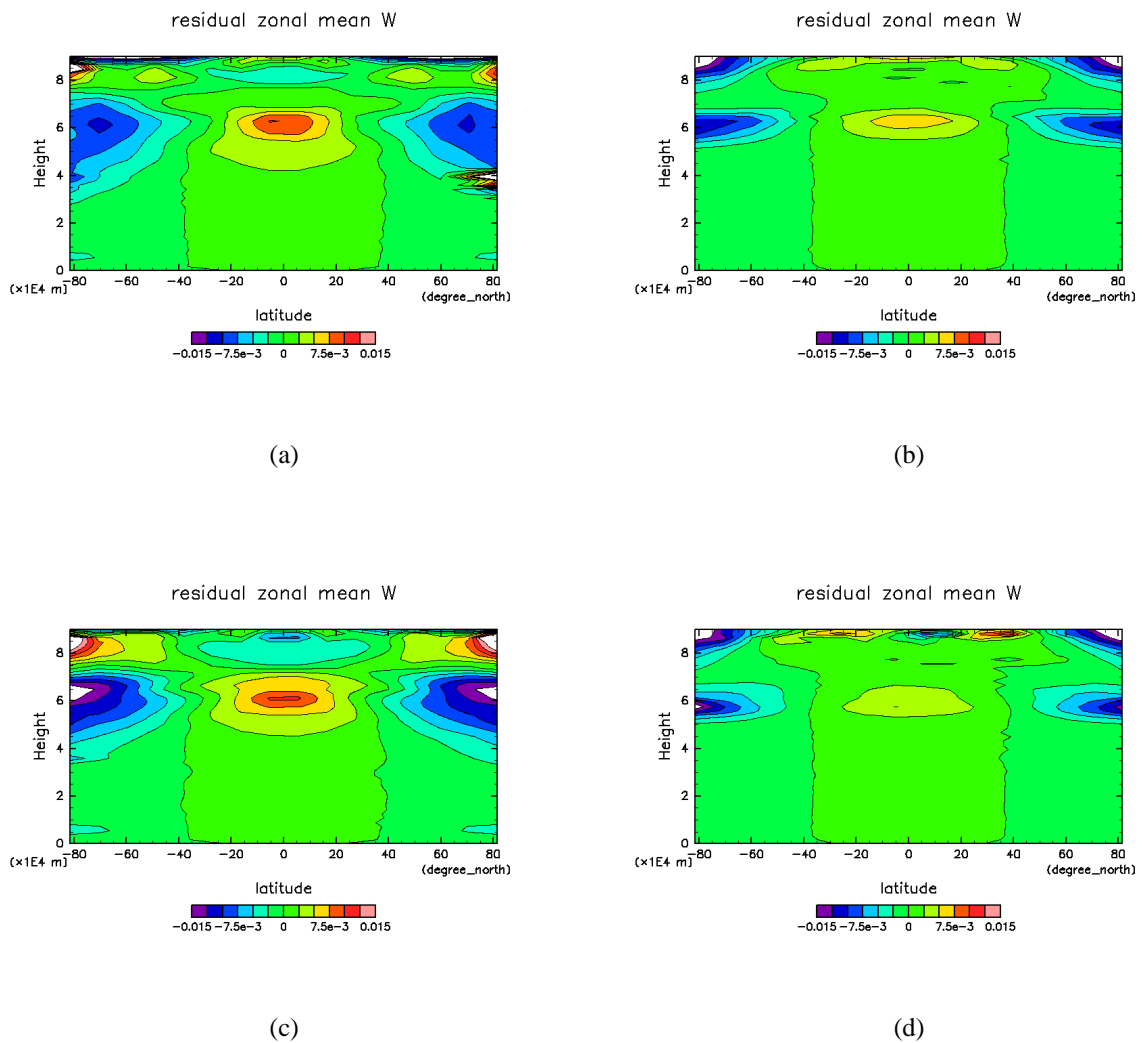 residual zonal mean W
residual zonal mean W
8
6
4
2
0
Height
8
6
4
2
0
Height
-80 -60 -40 -20 0 20 40 60 80
-80 -60 -40 -20 0 20 40 60 80
(×1E4 m)
(degree_north)
(×1E4 m)
(degree_north)
latitude
latitude
-0.015 -7.5e-3 0 7.5e-3 0.015
-0.015 -7.5e-3 0 7.5e-3 0.015
(a)
(b)
residual zonal mean W
residual zonal mean W
8
6
4
2
0
Height
8
6
4
2
0
Height
-80 -60 -40 -20 0 20 40 60 80
-80 -60 -40 -20 0 20 40 60 80
(×1E4 m)
(degree_north)
(×1E4 m)
(degree_north)
latitude
latitude
-0.015 -7.5e-3 0 7.5e-3 0.015
-0.015 -7.5e-3 0 7.5e-3 0.015
(c)
(d)